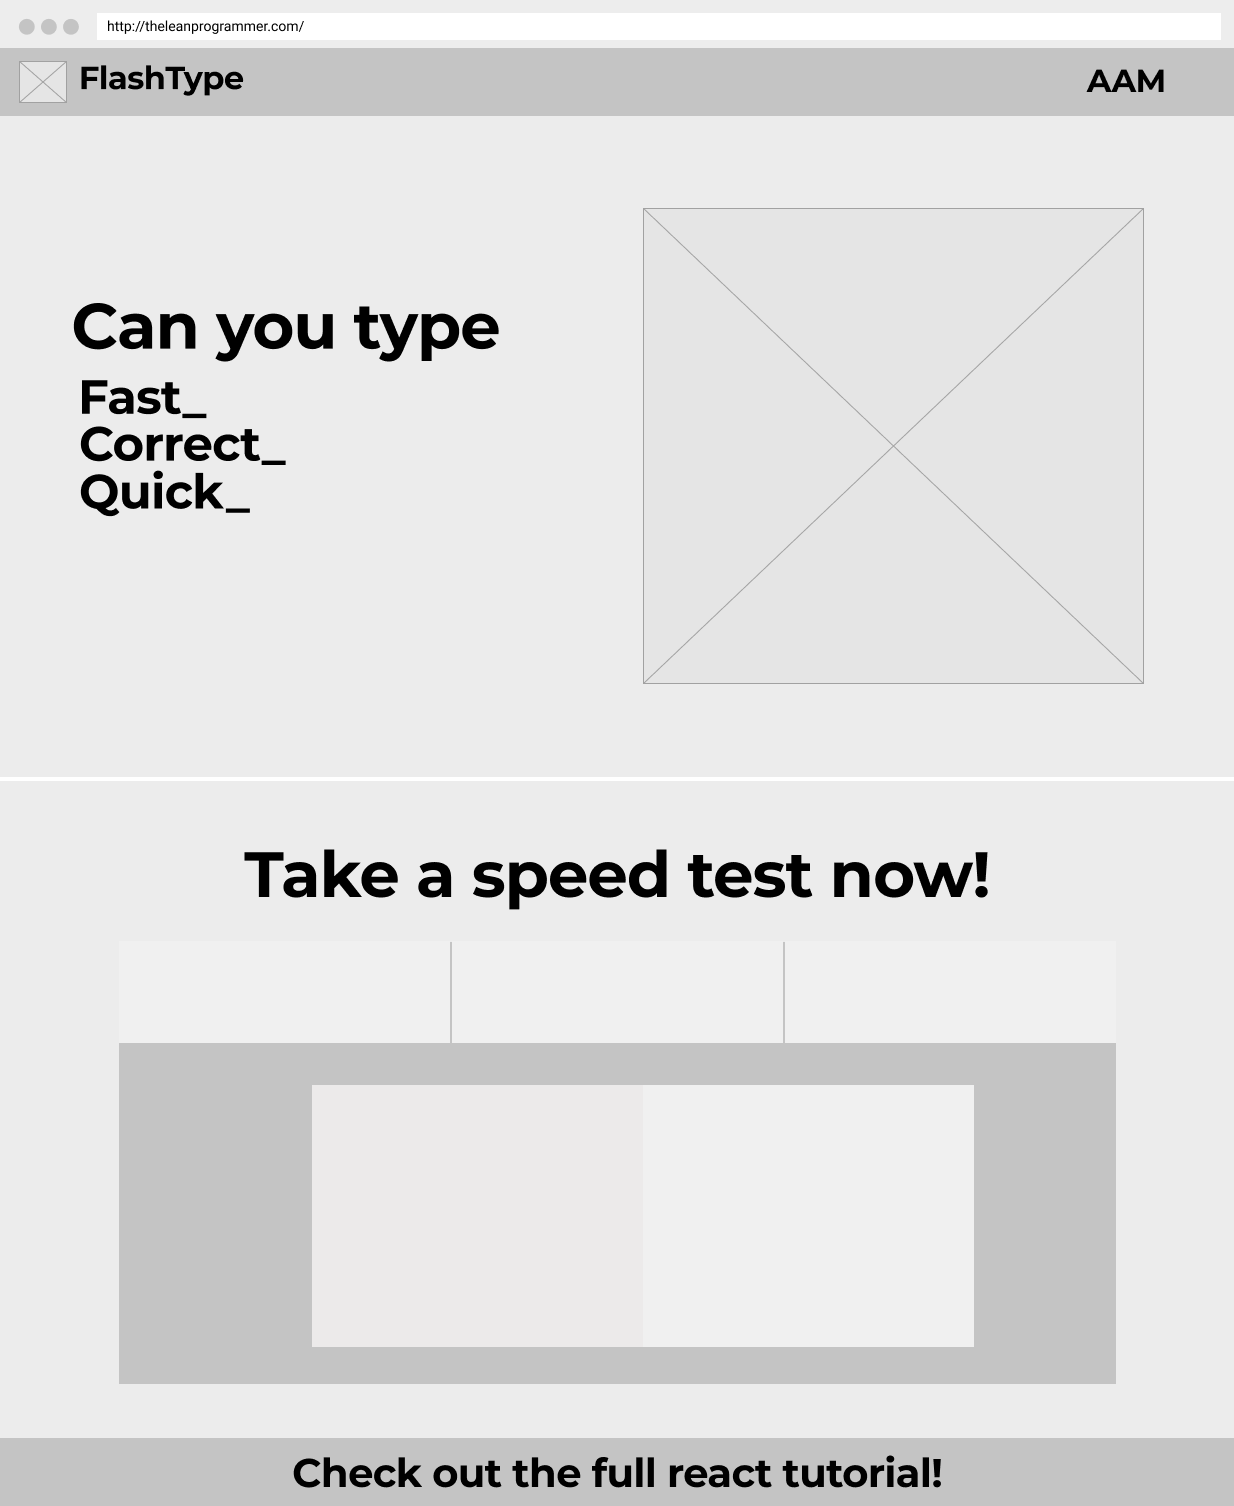 http://theleanprogrammer.com/
FlashType
AAM
Can you type
Fast_
Correct_
Quick_
Take a speed test now!
Check out the full react tutorial!